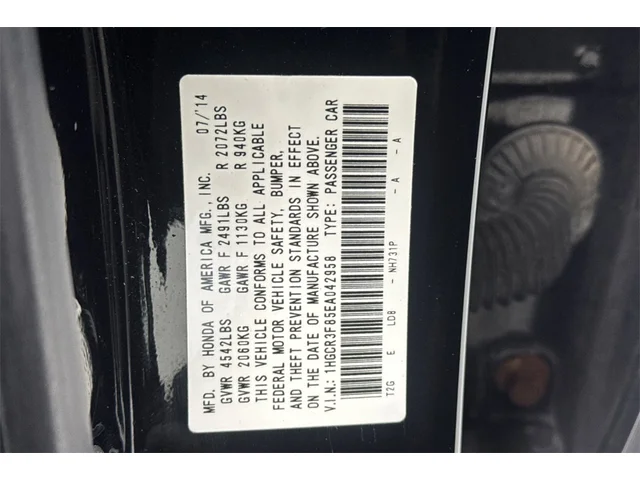 MFD. BY HONDA OF AMERICA MFG., INC. 07/'14
GVWR 4542LBS GAWR F 2491LBS R 2072LBS
GVWR 2060KG GAWR F 1130KG R 940KG
THIS VEHICLE CONFORMS TO ALL APPLICABLE
FEDERAL MOTOR VEHICLE SAFETY, BUMPER,
AND THEFT PREVENTION STANDARDS IN EFFECT
ON THE DATE OF MANUFACTURE SHOWN ABOVE.
V.I.N.: 1HGCR3F85EA042958 TYPE: PASSENGER CAR
T2G E LD8 - NH731P - A - A